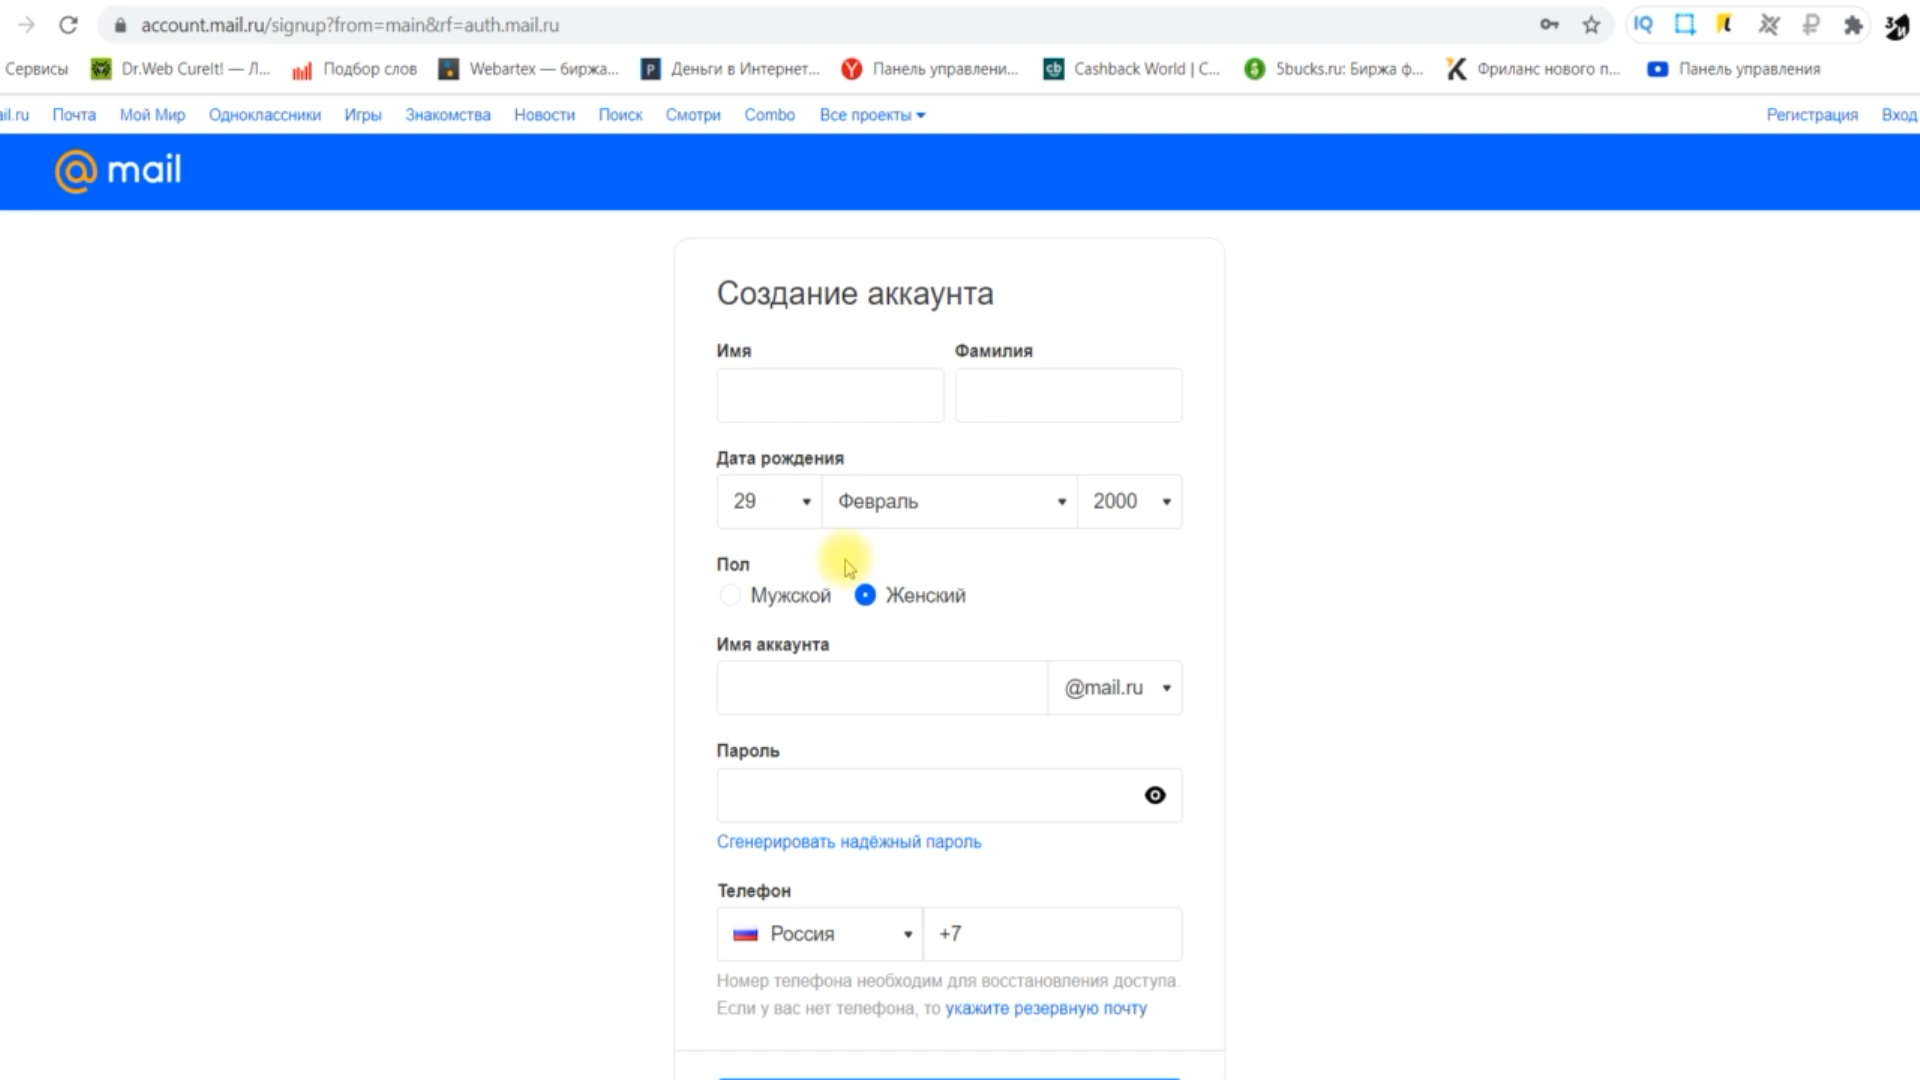 account.mail.ru/signup?from=main&rf=auth.mail.ru
Сервисы Dr.Web CureIt! — Л... Подбор слов Webartex — биржа... Деньги в Интернет... Панель управлени... Cashback World | C... 5bucks.ru: Биржа ф... Фриланс нового п... Панель управления
ail.ru Почта Мой Мир Одноклассники Игры Знакомства Новости Поиск Смотри Combo Все проекты Регистрация Вход
@ mail
Создание аккаунта
Имя Фамилия
Дата рождения
29 Февраль 2000
Пол
Мужской Женский
Имя аккаунта
@mail.ru
Пароль
Сгенерировать надёжный пароль
Телефон
Россия +7
Номер телефона необходим для восстановления доступа.
Если у вас нет телефона, то укажите резервную почту